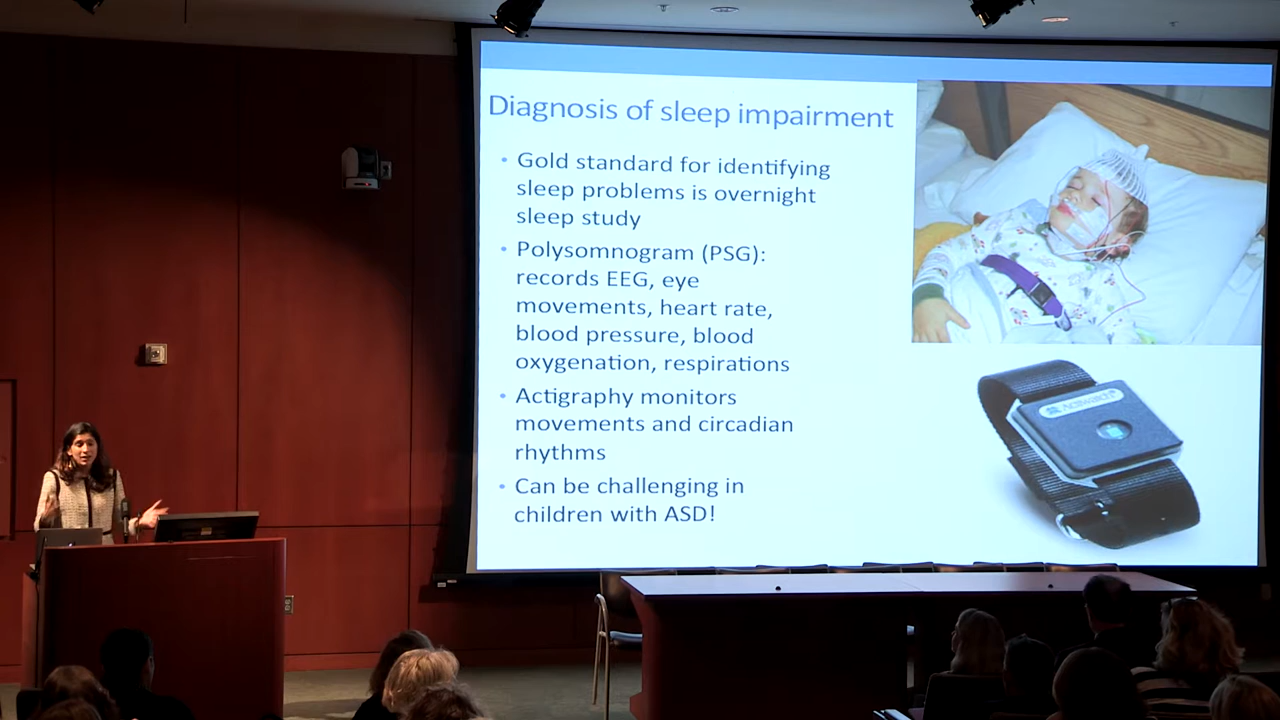 Diagnosis of sleep impairment
• Gold standard for identifying
sleep problems is overnight
sleep study
• Polysomnogram (PSG):
records EEG, eye
movements, heart rate,
blood pressure, blood
oxygenation, respirations
• Actigraphy monitors
movements and circadian
rhythms
• Can be challenging in
children with ASD!
Actiwatch